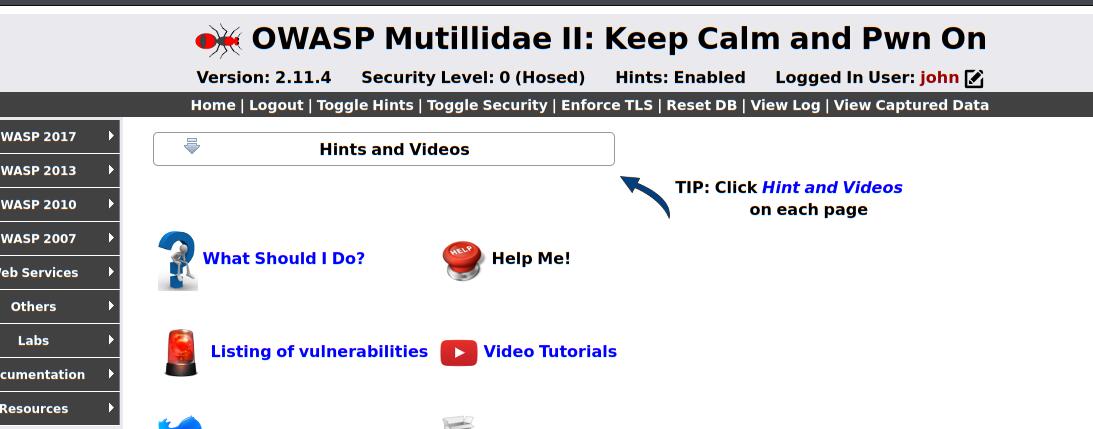 OWASP Mutillidae II: Keep Calm and Pwn On
Version: 2.11.4 Security Level: 0 (Hosed) Hints: Enabled Logged In User: john
Home | Logout | Toggle Hints | Toggle Security | Enforce TLS | Reset DB | View Log | View Captured Data
WASP 2017
WASP 2013
WASP 2010
WASP 2007
eb Services
Others
Labs
cumentation
Resources
Hints and Videos
TIP: Click Hint and Videos
on each page
What Should I Do?
HELP
Help Me!
Listing of vulnerabilities
Video Tutorials